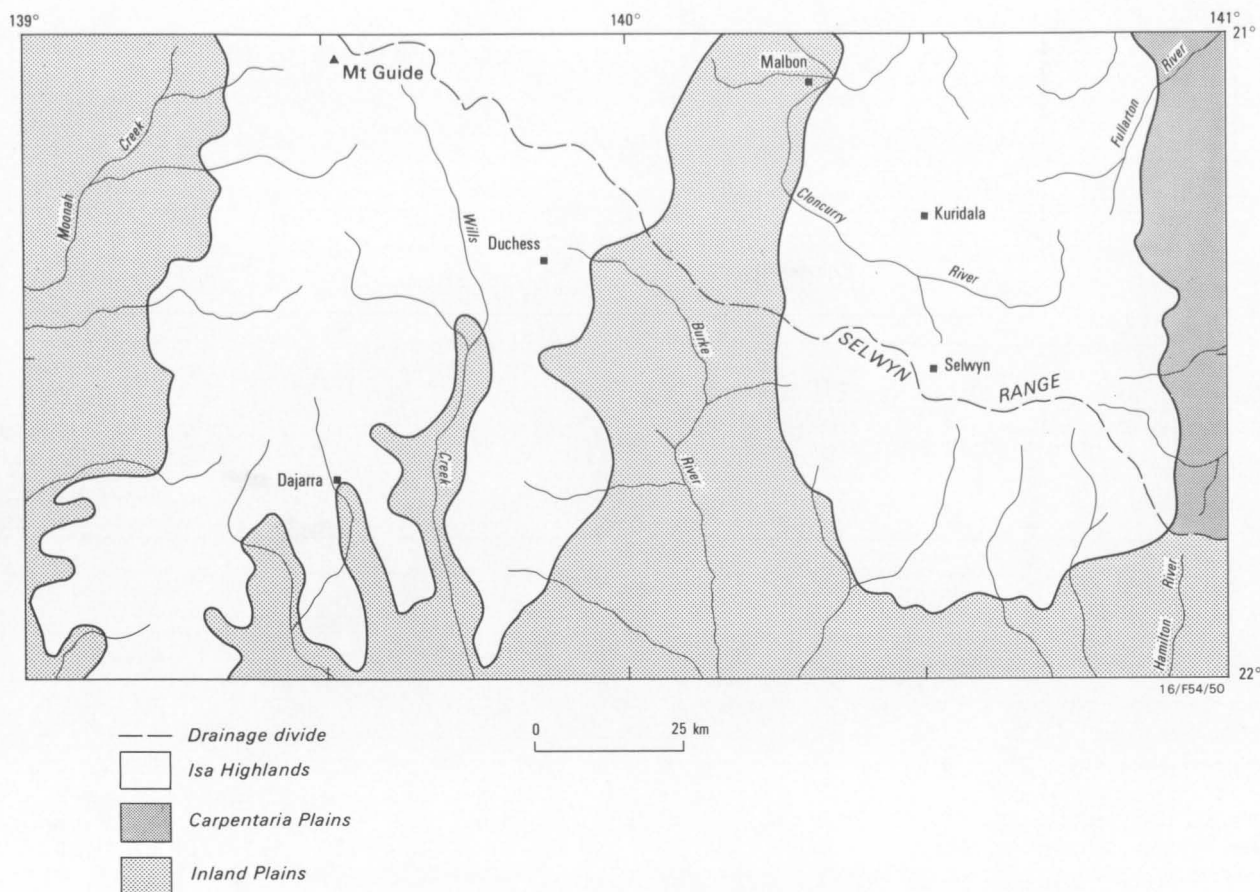 139°
140°
141°
21°
Mt Guide
Malbon
River
Fullarton
Creek
Moonah
Wills
Duchess
Cloncurry
River
Kuridala
Burke
SELWYN
RANGE
Selwyn
Creek
River
Dajarra
River
Hamilton
22°
16/F54/50
0 25 km
Drainage divide
Isa Highlands
Carpentaria Plains
Inland Plains